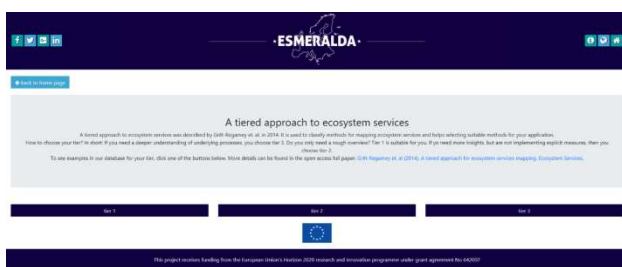 ·ESMERALDA·
Back to home page
A tiered approach to ecosystem services
A tiered approach to ecosystem services was described by Grêt-Regamey et. al. in 2014. It is used to classify methods for mapping ecosystem services and helps selecting suitable methods for your application.
How to choose your tier? In short: If you need a deeper understanding of underlying processes, you choose tier 3. Do you only need a rough overview? Tier 1 is suitable for you. If yo need more insights, but are not implementing explicit measures, then you
choose tier 2.
To see examples in our database for your tier, click one of the buttons below. More details can be found in the open access full paper: Grêt-Regamey et. al (2014). A tiered approach for ecosystem services mapping. Ecosystem Services.
tier 1
tier 2
tier 3
This project receives funding from the European Union's Horizon 2020 research and innovation programme under grant agreement No 642007